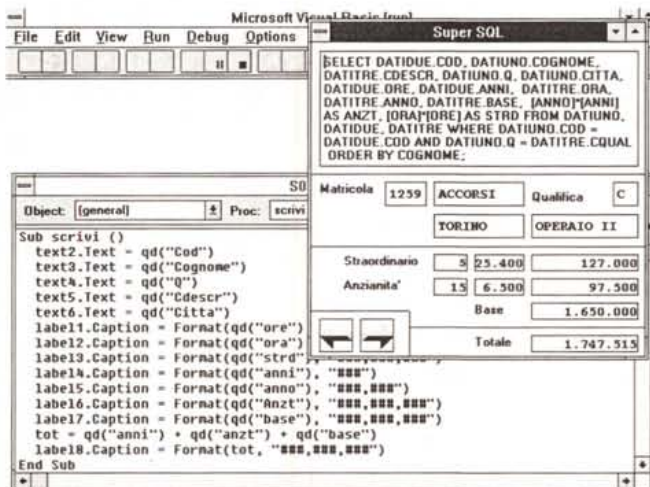 Microsoft Visual Basic [run]
File Edit View Run Debug Options
Super SQL
SELECT DATIDUE.COD, DATIUNO.COGNOME,
DATITRE.CDESCR, DATIUNO.Q, DATIUNO.CITTA,
DATIDUE.ORE, DATIDUE.ANNI, DATITRE.ORA,
DATITRE.ANNO, DATITRE.BASE, [ANNO]*[ANNI]
AS ANZT, [ORA]*[ORE] AS STRD FROM DATIUNO,
DATIDUE, DATITRE WHERE DATIUNO.COD =
DATIDUE.COD AND DATIUNO.Q = DATITRE.CQUAL
ORDER BY COGNOME;
Matricola 1259 ACCORSI Qualifica C
TORINO OPERAIO II
Straordinario 5 25.400 127.000
Anzianita' 15 6.500 97.500
Base 1.650.000
Totale 1.747.515
Object: (general) Proc: scrivi
Sub scrivi ()
text2.Text = qd("Cod")
text3.Text = qd("Cognome")
text4.Text = qd("Q")
text5.Text = qd("Cdescr")
text6.Text = qd("Citta")
label1.Caption = Format(qd("ore")
label2.Caption = Format(qd("ora")
label3.Caption = Format(qd("strd"), "###,###,###")
label4.Caption = Format(qd("anni"), "###")
label5.Caption = Format(qd("anno"), "###,###")
label6.Caption = Format(qd("Anzt"), "###,###,###")
label7.Caption = Format(qd("base"), "###,###,###")
tot = qd("anni") + qd("anzt") + qd("base")
label8.Caption = Format(tot, "###,###,###")
End Sub